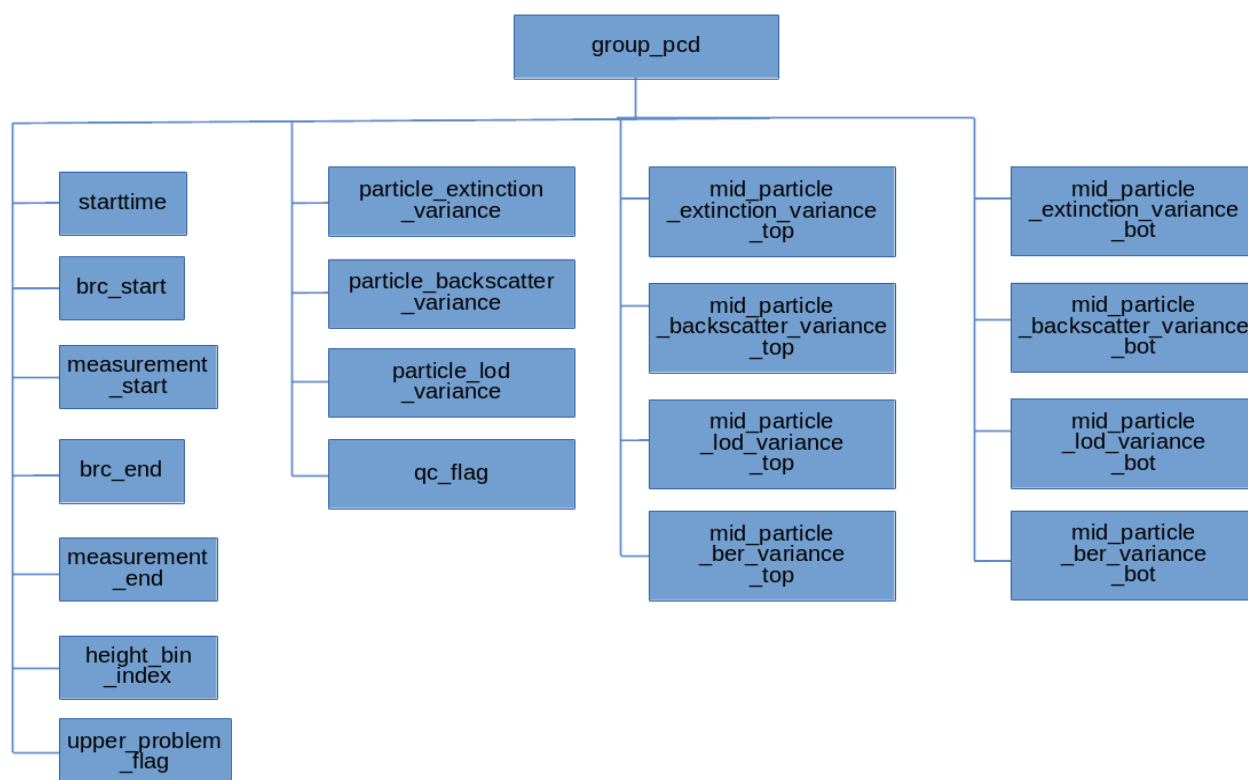 group_pcd
starttime
brc_start
measurement
_start
brc_end
measurement
_end
height_bin
_index
upper_problem
_flag
particle_extinction
_variance
particle_backscatter
_variance
particle_lod
_variance
qc_flag
mid_particle
_extinction_variance
_top
mid_particle
_backscatter_variance
_top
mid_particle
_lod_variance
_top
mid_particle
_ber_variance
_top
mid_particle
_extinction_variance
_bot
mid_particle
_backscatter_variance
_bot
mid_particle
_lod_variance
_bot
mid_particle
_ber_variance
_bot